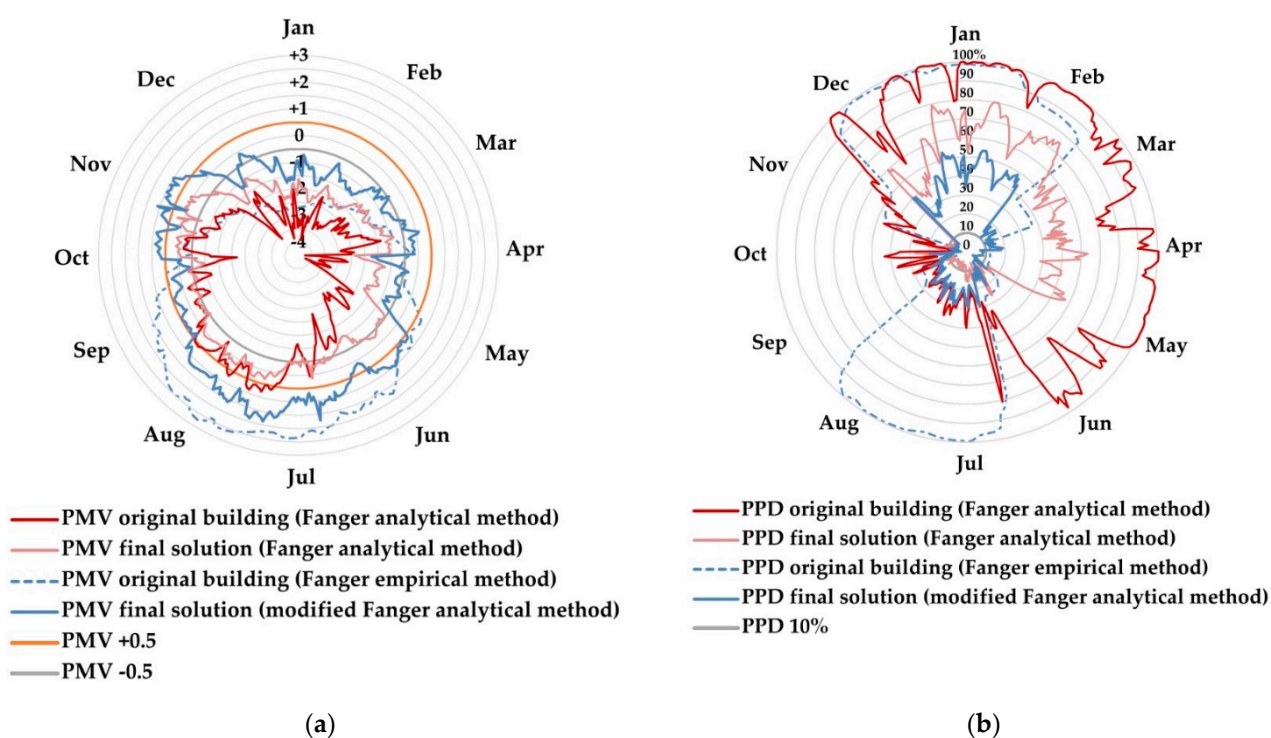 Jan
+3
+2
+1
0
-1
-2
-3
-4
Feb
Mar
Apr
May
Jun
Jul
Aug
Sep
Oct
Nov
Dec
PMV original building (Fanger analytical method)
PMV final solution (Fanger analytical method)
PMV original building (Fanger empirical method)
PMV final solution (modified Fanger analytical method)
PMV +0.5
PMV -0.5
(a)
Jan
100%
90
80
70
60
50
40
30
20
10
0
Feb
Mar
Apr
May
Jun
Jul
Aug
Sep
Oct
Nov
Dec
PPD original building (Fanger analytical method)
PPD final solution (Fanger analytical method)
PPD original building (Fanger empirical method)
PPD final solution (modified Fanger analytical method)
PPD 10%
(b)